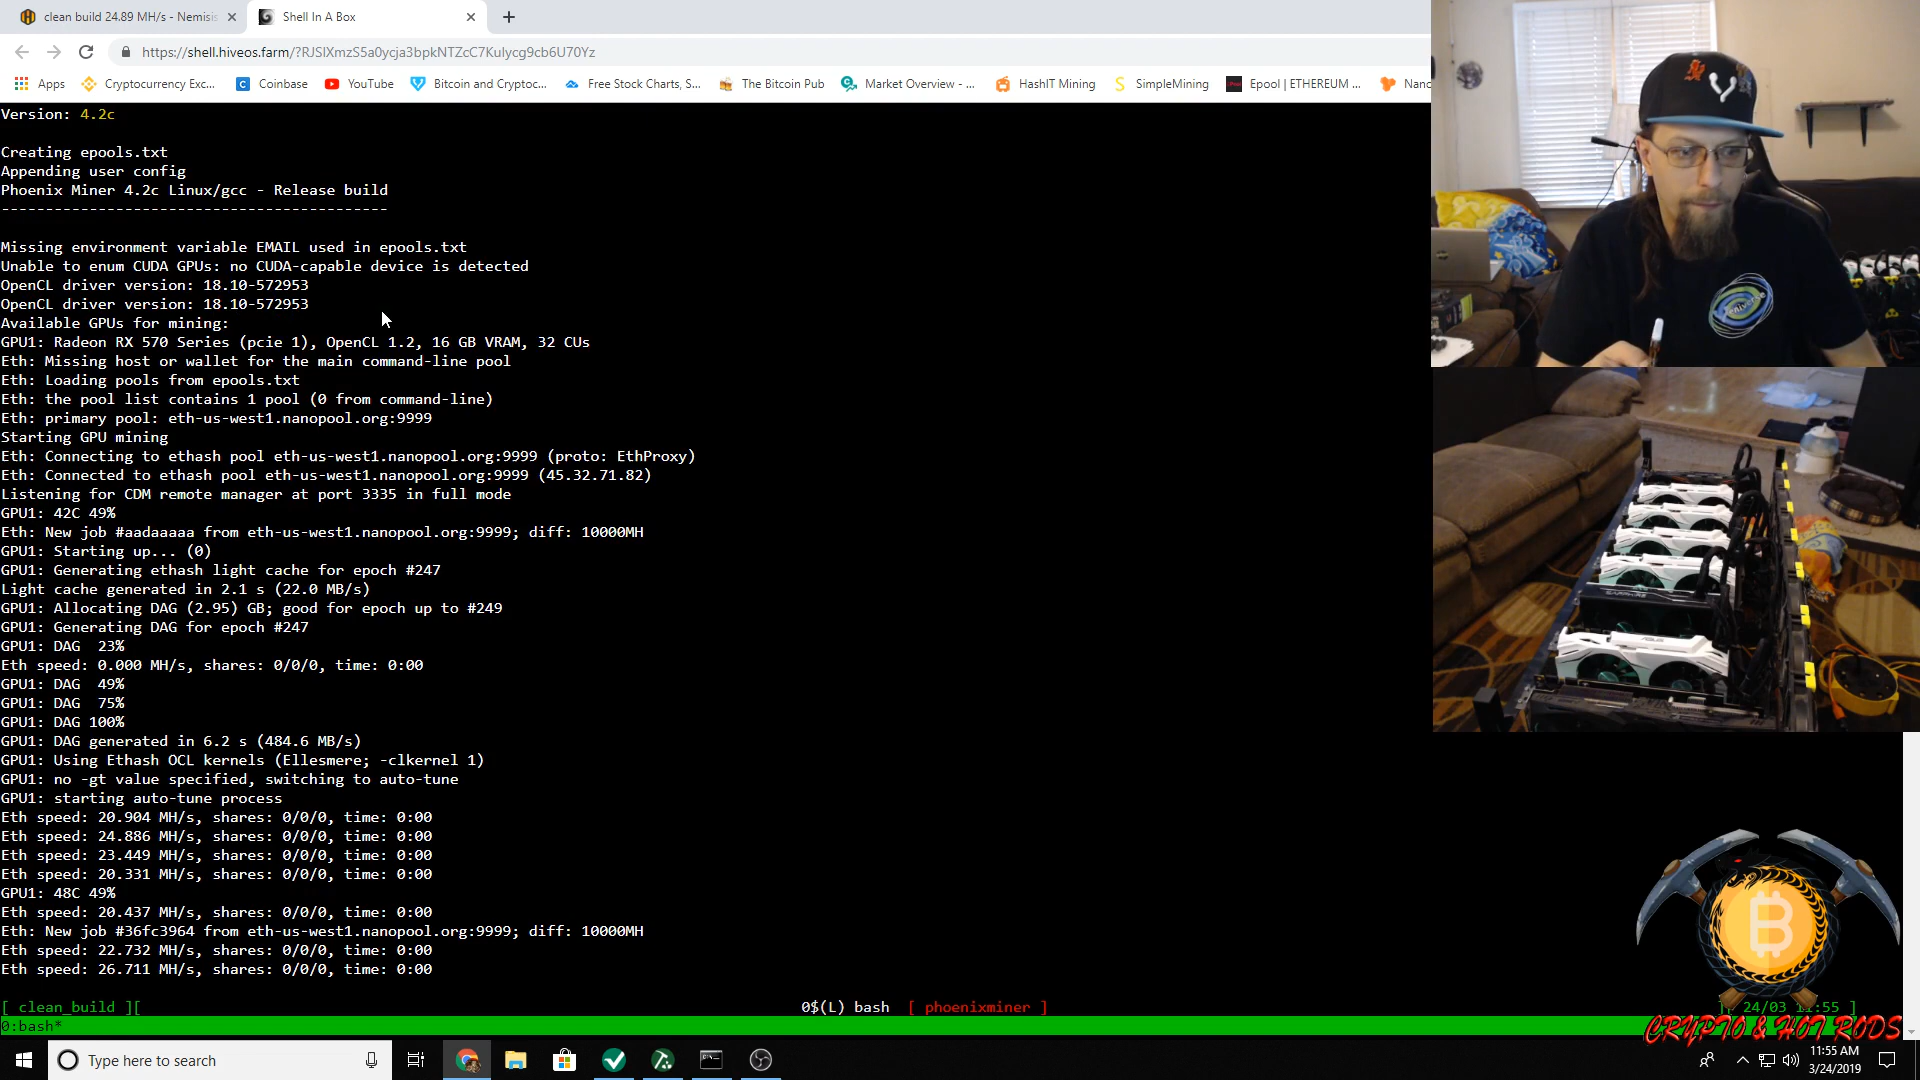 clean build 24.89 MH/s - Nemisis
Shell In A Box
https://shell.hiveos.farm/?RJSlXmzS5a0ycja3bpkNTZcC7Kulycg9cb6U70Yz
Apps
Cryptocurrency Exc...
Coinbase
YouTube
Bitcoin and Cryptoc...
Free Stock Charts, S...
The Bitcoin Pub
Market Overview - ...
HashIT Mining
SimpleMining
Epool | ETHEREUM ...
Nanc
Version: 4.2c
Creating epools.txt
Appending user config
Phoenix Miner 4.2c Linux/gcc - Release build
--------------------------------------------
Missing environment variable EMAIL used in epools.txt
Unable to enum CUDA GPUs: no CUDA-capable device is detected
OpenCL driver version: 18.10-572953
OpenCL driver version: 18.10-572953
Available GPUs for mining:
GPU1: Radeon RX 570 Series (pcie 1), OpenCL 1.2, 16 GB VRAM, 32 CUs
Eth: Missing host or wallet for the main command-line pool
Eth: Loading pools from epools.txt
Eth: the pool list contains 1 pool (0 from command-line)
Eth: primary pool: eth-us-west1.nanopool.org:9999
Starting GPU mining
Eth: Connecting to ethash pool eth-us-west1.nanopool.org:9999 (proto: EthProxy)
Eth: Connected to ethash pool eth-us-west1.nanopool.org:9999 (45.32.71.82)
Listening for CDM remote manager at port 3335 in full mode
GPU1: 42C 49%
Eth: New job #aadaaaaa from eth-us-west1.nanopool.org:9999; diff: 10000MH
GPU1: Starting up... (0)
GPU1: Generating ethash light cache for epoch #247
Light cache generated in 2.1 s (22.0 MB/s)
GPU1: Allocating DAG (2.95) GB; good for epoch up to #249
GPU1: Generating DAG for epoch #247
GPU1: DAG  23%
Eth speed: 0.000 MH/s, shares: 0/0/0, time: 0:00
GPU1: DAG  49%
GPU1: DAG  75%
GPU1: DAG 100%
GPU1: DAG generated in 6.2 s (484.6 MB/s)
GPU1: Using Ethash OCL kernels (Ellesmere; -clkernel 1)
GPU1: no -gt value specified, switching to auto-tune
GPU1: starting auto-tune process
Eth speed: 20.904 MH/s, shares: 0/0/0, time: 0:00
Eth speed: 24.886 MH/s, shares: 0/0/0, time: 0:00
Eth speed: 23.449 MH/s, shares: 0/0/0, time: 0:00
Eth speed: 20.331 MH/s, shares: 0/0/0, time: 0:00
GPU1: 48C 49%
Eth speed: 20.437 MH/s, shares: 0/0/0, time: 0:00
Eth: New job #36fc3964 from eth-us-west1.nanopool.org:9999; diff: 10000MH
Eth speed: 22.732 MH/s, shares: 0/0/0, time: 0:00
Eth speed: 26.711 MH/s, shares: 0/0/0, time: 0:00
[ clean_build ][ 0$(L) bash [ phoenixminer ] ][ 24/03 11:55 ]
0:bash*
CRYPTO & HOT RODS
Type here to search
11:55 AM
3/24/2019